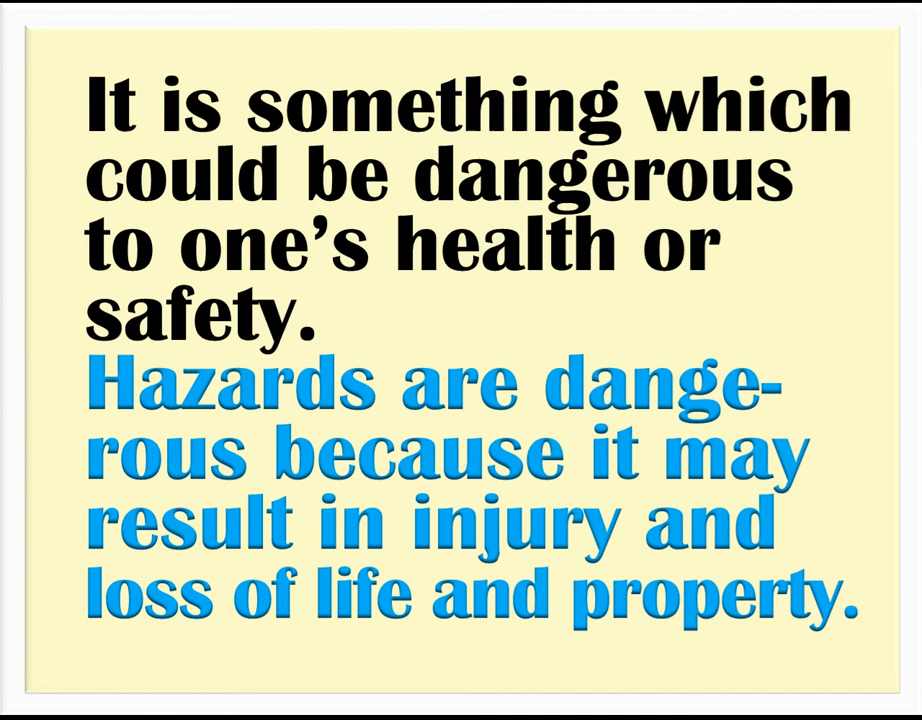 It is something which
could be dangerous
to one’s health or
safety.
Hazards are dange-
rous because it may
result in injury and
loss of life and property.